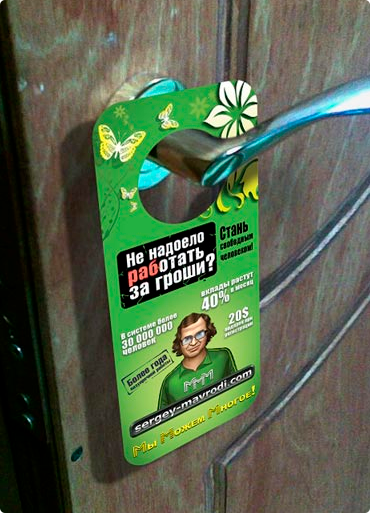 Не надоело
работать
за гроши?
Стань
свободным
человеком!
вклады растут
40% в месяц
В системе более
30 000 000
человек
20$
Более года
МММ
sergey-mavrodi.com
Мы Можем Многое!